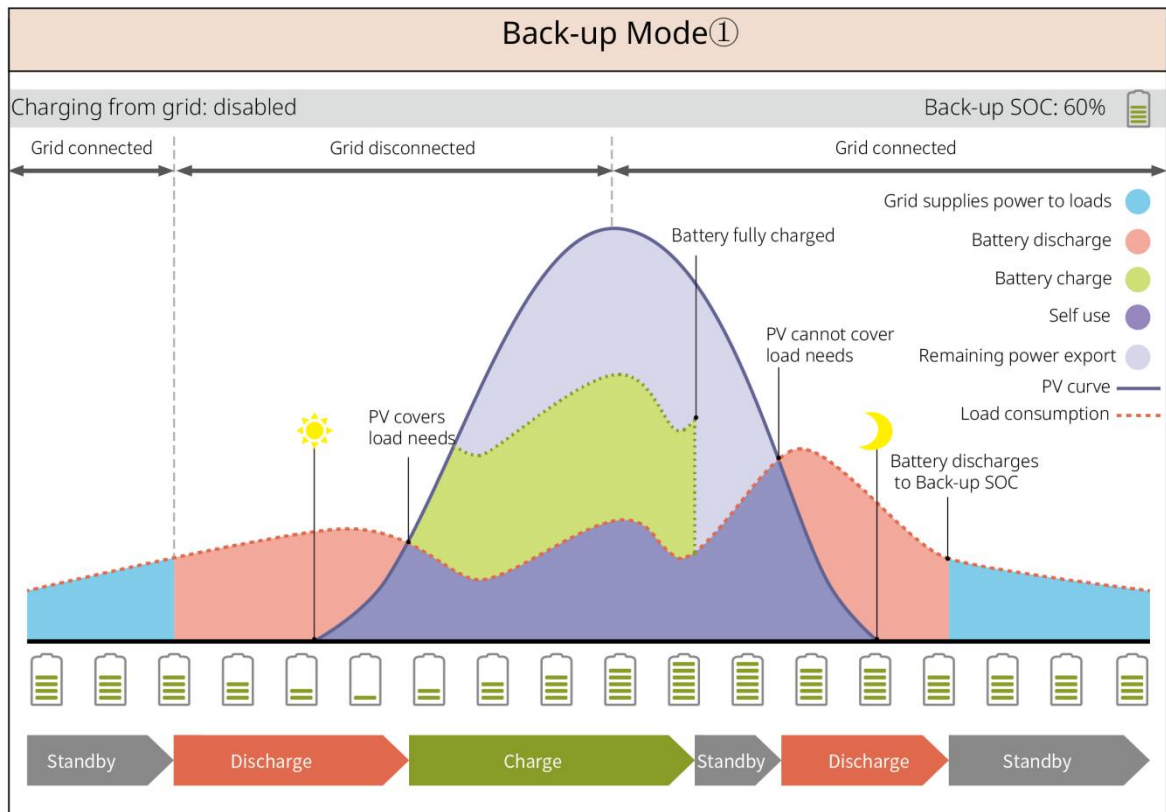 Back-up Mode①
Charging from grid: disabled
Back-up SOC: 60%
Grid connected
Grid disconnected
Grid connected
Grid supplies power to loads
Battery discharge
Battery charge
Self use
Remaining power export
PV curve
Load consumption
Battery fully charged
PV cannot cover
load needs
PV covers
load needs
Battery discharges
to Back-up SOC
Standby
Discharge
Charge
Standby
Discharge
Standby